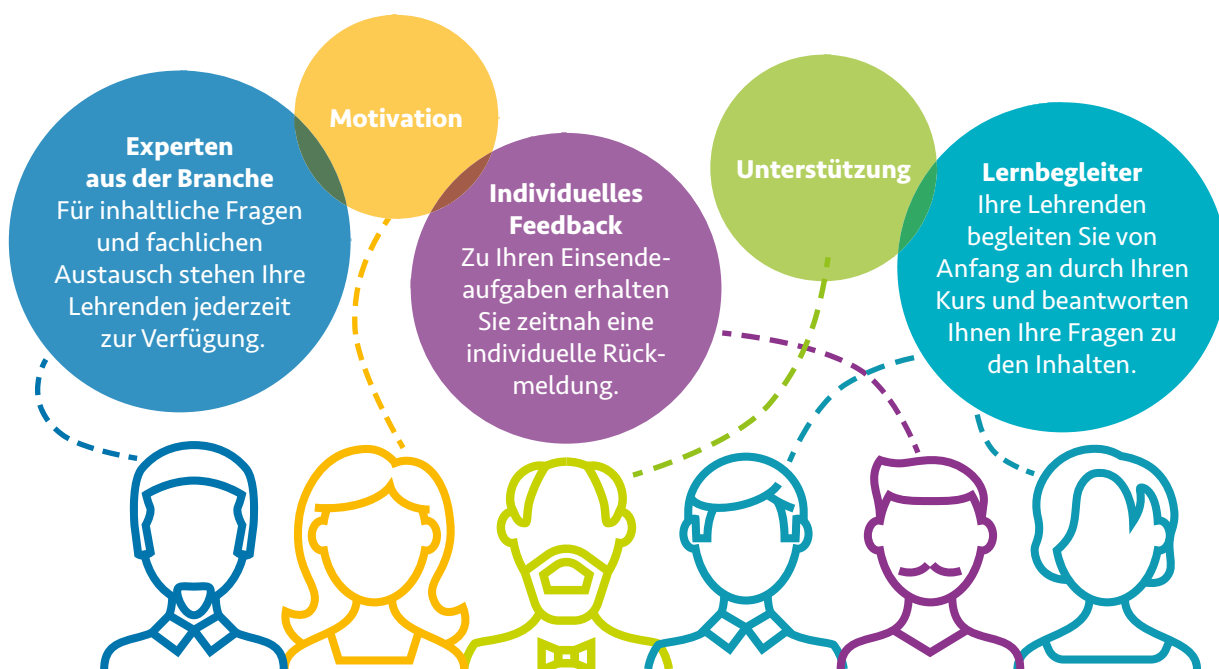 Experten
aus der Branche
Für inhaltliche Fragen
und fachlichen
Austausch stehen Ihre
Lehrenden jederzeit
zur Verfügung.
Motivation
Individuelles
Feedback
Zu Ihren Einsende-
aufgaben erhalten
Sie zeitnah eine
individuelle Rück-
meldung.
Unterstützung
Lernbegleiter
Ihre Lehrenden
begleiten Sie von
Anfang an durch Ihren
Kurs und beantworten
Ihnen Ihre Fragen zu
den Inhalten.